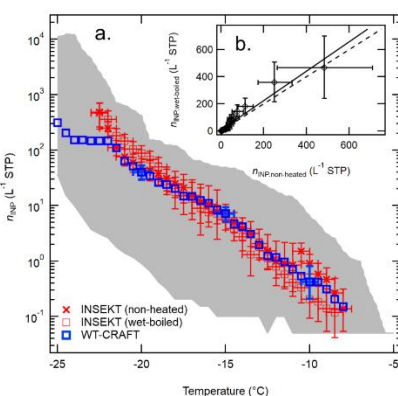 a.
b.
n_INP (L⁻¹ STP)
10⁴
10³
10²
10¹
10⁰
10⁻¹
-25
-20
-15
-10
-5
Temperature (°C)
INSEKT (non-heated)
INSEKT (wet-boiled)
WT-CRAFT
n_INP,wet-boiled (L⁻¹ STP)
600
400
200
0
0
200
400
600
n_INP,non-heated (L⁻¹ STP)